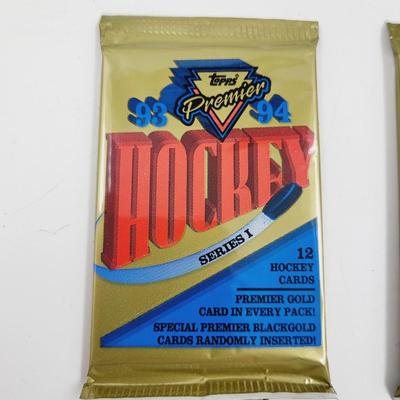 TOPPS
Premier
93 94
HOCKEY
SERIES I
12
HOCKEY
CARDS
PREMIER GOLD
CARD IN EVERY PACK!
SPECIAL PREMIER BLACKGOLD
CARDS RANDOMLY INSERTED!